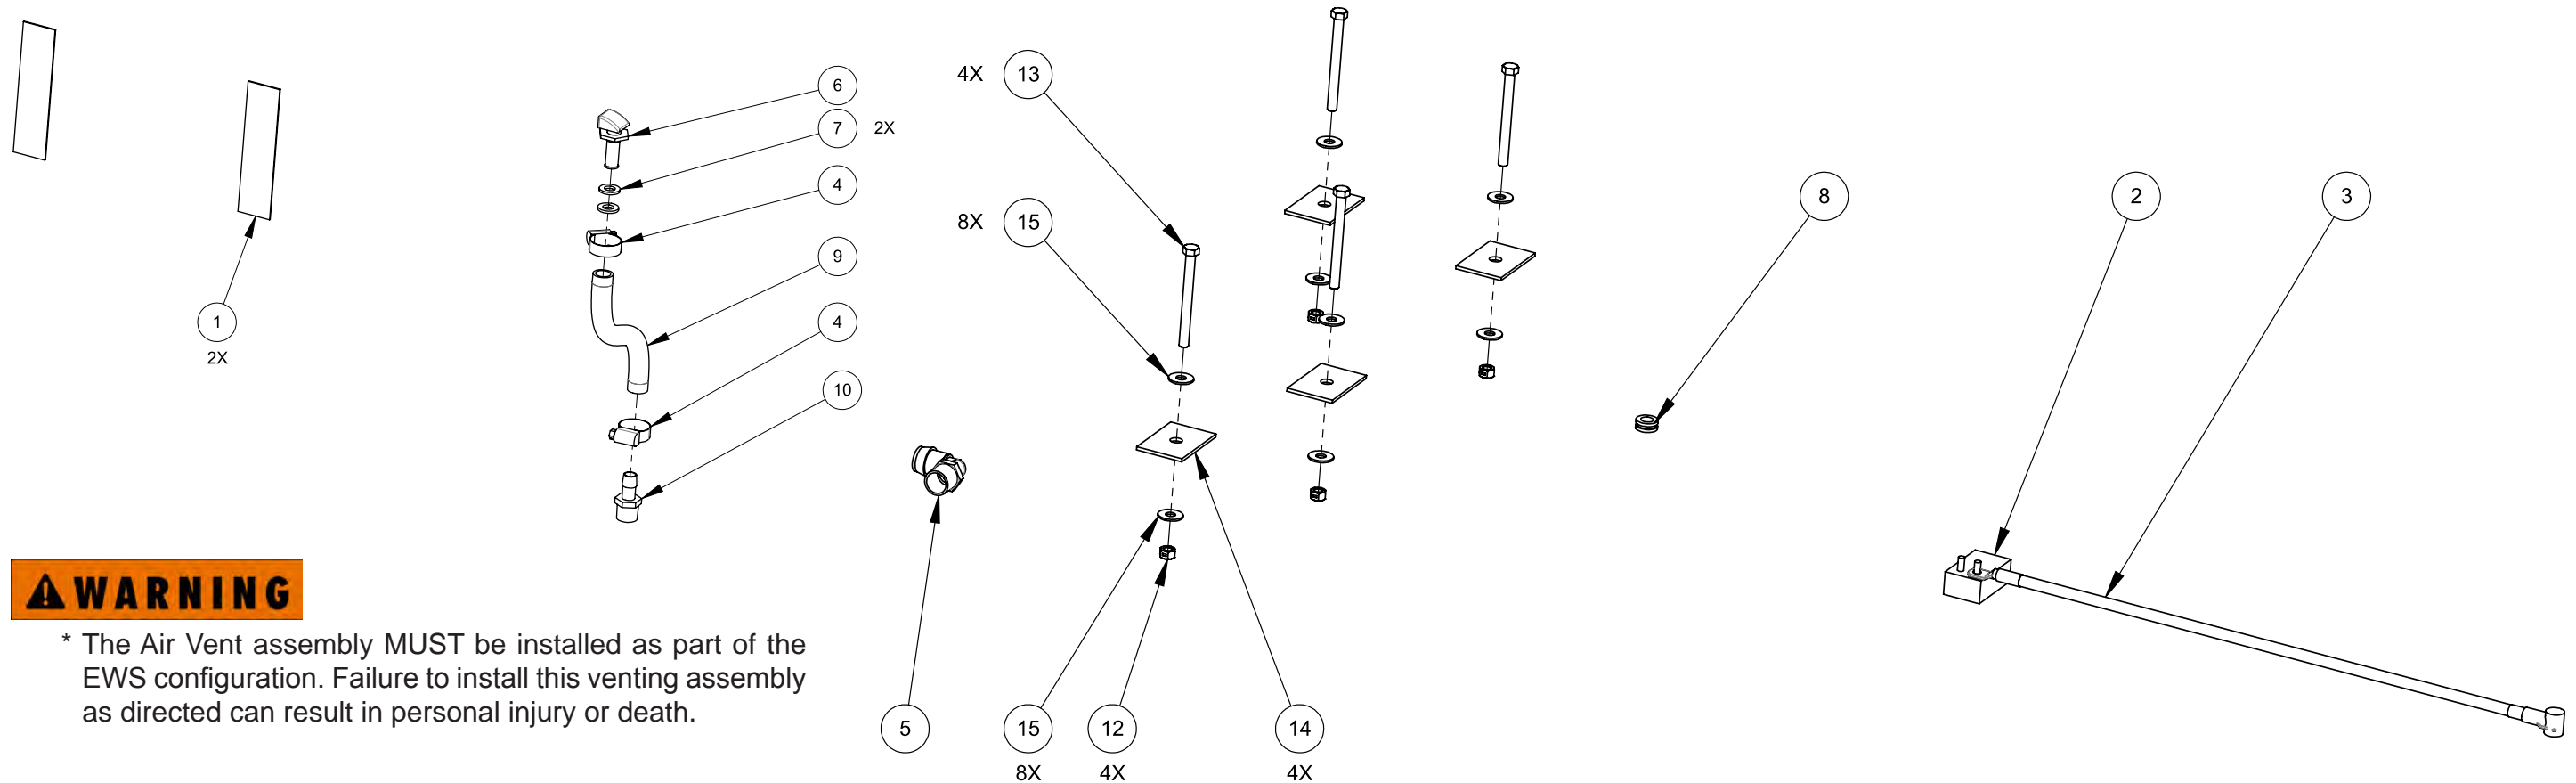 6
4X 13
7 2X
4
8X 15
8
2
3
9
1
2X
4
10
WARNING
* The Air Vent assembly MUST be installed as part of the
EWS configuration. Failure to install this venting assembly
as directed can result in personal injury or death.
5
15
8X
12
4X
14
4X